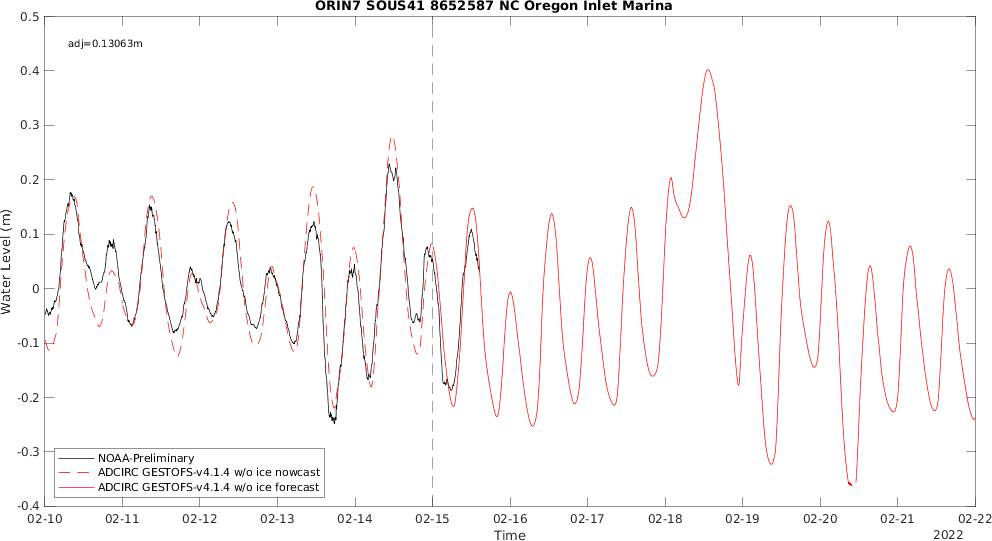 ORIN7 SOUS41 8652587 NC Oregon Inlet Marina
adj=0.13063m
0.5
0.4
0.3
0.2
0.1
0
-0.1
-0.2
-0.3
-0.4
Water Level (m)
NOAA-Preliminary
ADCIRC GESTOFS-v4.1.4 w/o ice nowcast
ADCIRC GESTOFS-v4.1.4 w/o ice forecast
02-10 02-11 02-12 02-13 02-14 02-15 02-16 02-17 02-18 02-19 02-20 02-21 02-22
Time
2022